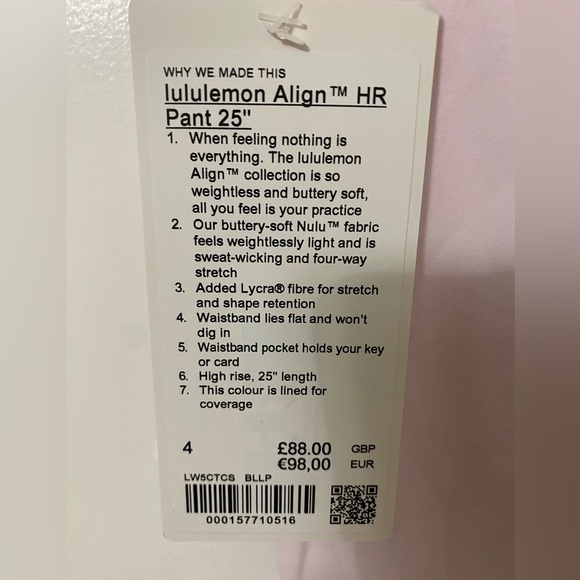 WHY WE MADE THIS
lululemon Align™ HR
Pant 25"
1. When feeling nothing is
everything. The lululemon
Align™ collection is so
weightless and buttery soft,
all you feel is your practice
2. Our buttery-soft Nulu™ fabric
feels weightlessly light and is
sweat-wicking and four-way
stretch
3. Added Lycra® fibre for stretch
and shape retention
4. Waistband lies flat and won't
dig in
5. Waistband pocket holds your key
or card
6. High rise, 25" length
7. This colour is lined for
coverage
4 £88.00 GBP
€98,00 EUR
LW5CTCS BLLP
000157710516